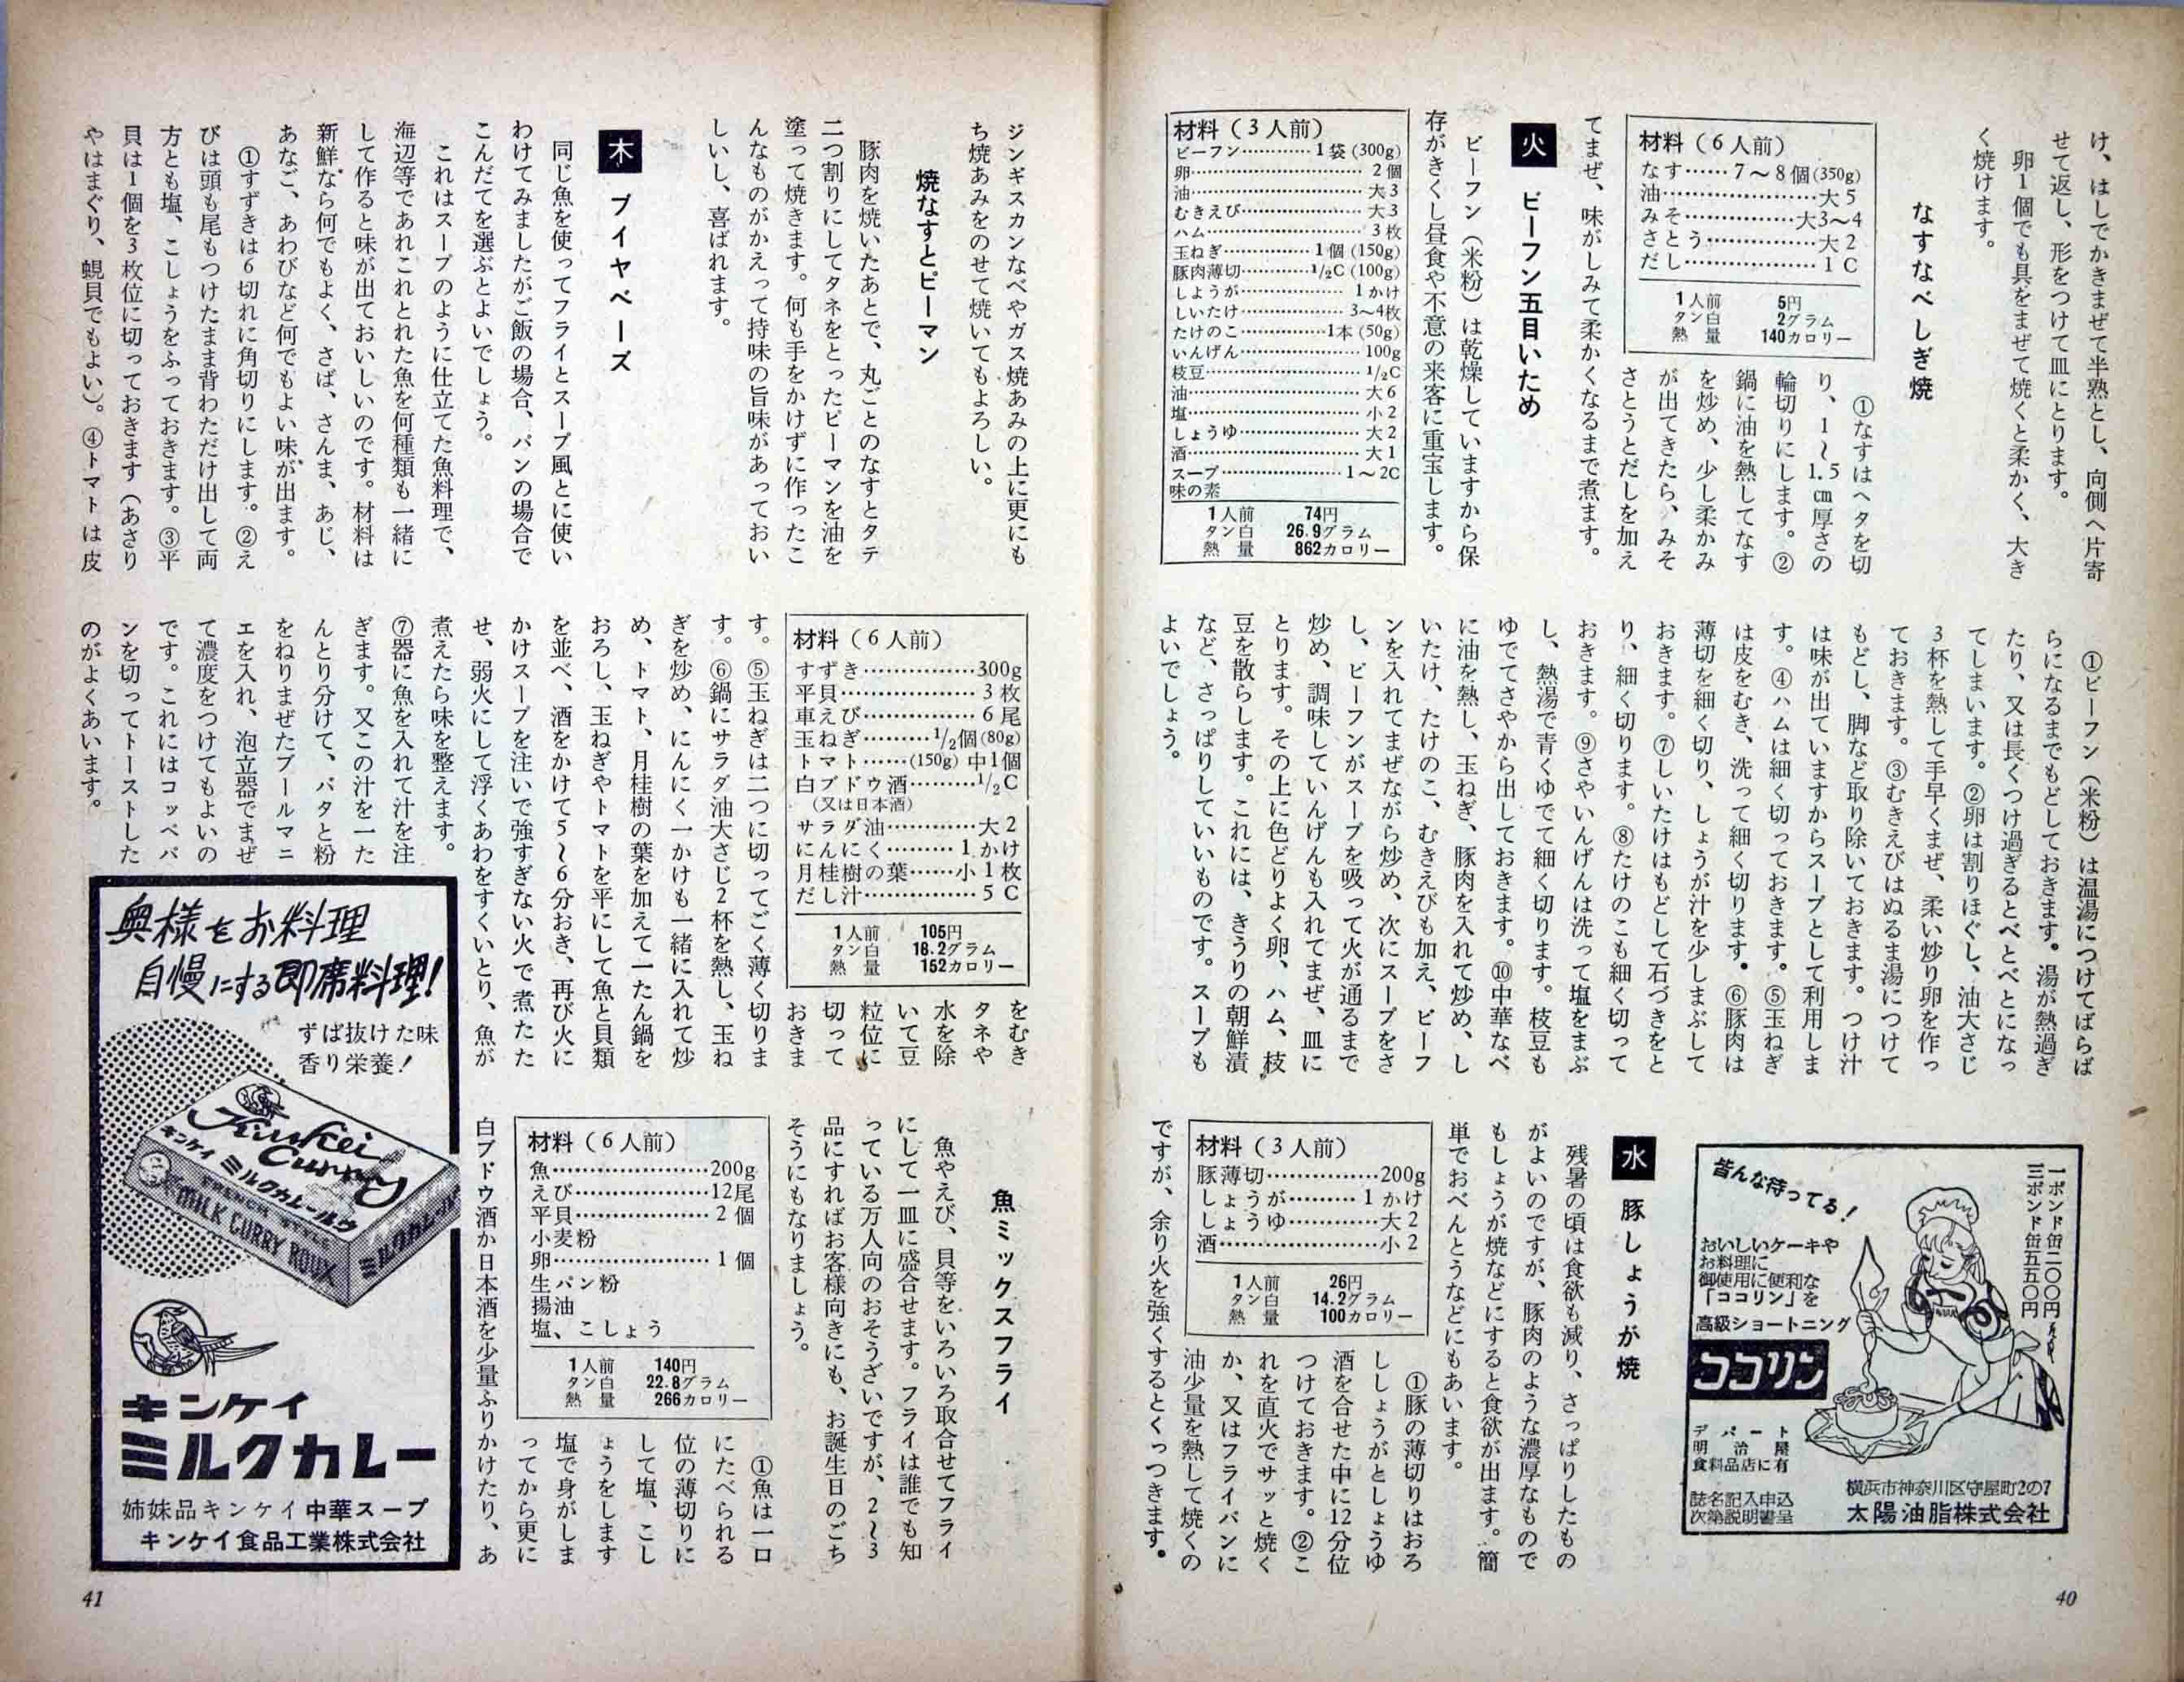 け、はしでかきまぜて半熟とし、向側へ片寄
せて返し、形をつけて皿にとります。
卵1個でも具をまぜて焼くと柔かく、大き
く焼けます。
なすなべしぎ焼
材料(6人前)
なす……7〜8個(350g)
油………………大5
みそ……………大3〜4
さとう……………大2
だし………………1C
1人前 5円
タン白 2グラム
熱量 140カロリー
①なすはヘタを切
り、1〜1.5cm厚さの
輪切りにします。②
鍋に油を熱してなす
を炒め、少し柔かみ
が出てきたら、みそ
さとうとだしを加え
てまぜ、味がしみて柔かくなるまで煮ます。
火 ビーフン五目いため
ビーフン(米粉)は乾燥していますから保
存がきくし昼食や不意の来客に重宝します。
材料(3人前)
ビーフン…………1袋(300g)
卵…………………2個
油…………………大3
むきえび…………大3
ハム………………3枚
玉ねぎ……………1個(150g)
豚肉薄切…………1/2C(100g)
しょうが…………1かけ
しいたけ…………3〜4枚
たけのこ…………1本(50g)
いんげん…………100g
枝豆………………1/2C
油…………………大6
塩…………………小2
しょうゆ…………大2
酒…………………大1
スープ……………1〜2C
味の素
1人前 74円
タン白 26.9グラム
熱量 862カロリー
①ビーフン(米粉)は温湯につけてばらば
らになるまでもどしておきます。湯が熱過ぎ
たり、又は長くつけ過ぎるとべとべとになっ
てしまいます。②卵は割りほぐし、油大さじ
3杯を熱して手早くまぜ、柔い炒り卵を作っ
ておきます。③むきえびはぬるま湯につけて
もどし、脚など取り除いておきます。つけ汁
は味が出ていますからスープとして利用しま
す。④ハムは細く切っておきます。⑤玉ねぎ
は皮をむき、洗って細く切ります。⑥豚肉は
薄切を細く切り、しょうが汁を少しまぶして
おきます。⑦しいたけはもどして石づきをと
り、細く切ります。⑧たけのこも細く切って
おきます。⑨さやいんげんは洗って塩をまぶ
し、熱湯で青くゆでて細く切ります。枝豆も
ゆでてさやから出しておきます。⑩中華なべ
に油を熱し、玉ねぎ、豚肉を入れて炒め、し
いたけ、たけのこ、むきえびも加え、ビーフ
ンを入れてまぜながら炒め、次にスープをさ
し、ビーフンがスープを吸って火が通るまで
炒め、調味していんげんも入れてまぜ、皿に
とります。その上に色どりよく卵、ハム、枝
豆を散らします。これには、きうりの朝鮮漬
など、さっぱりしていいものです。スープも
よいでしょう。
一ポンド缶二〇〇円
三ポンド缶五五〇円
皆んな待ってる!
おいしいケーキや
お料理に
御使用に便利な
「ココリン」を
高級ショートニング
ココリン
デパート
明治屋
食料品店に有
誌名記入申込
次第説明書呈
横浜市神奈川区守屋町2の7
太陽油脂株式会社
水 豚しょうが焼
残暑の頃は食欲も減り、さっぱりしたもの
がよいのですが、豚肉のような濃厚なもので
もしょうが焼などにすると食欲が出ます。簡
単でおべんとうなどにもあいます。
材料(3人前)
豚薄切……………200g
しょうが…………1かけ
しょうゆ…………大2
酒…………………小2
1人前 26円
タン白 14.2グラム
熱量 100カロリー
①豚の薄切りはおろ
ししょうがとしょうゆ
酒を合せた中に12分位
つけておきます。②こ
れを直火でサッと焼く
か、又はフライパンに
油少量を熱して焼くの
ですが、余り火を強くするとくっつきます。
40
ジンギスカンなべやガス焼あみの上に更にも
ち焼あみをのせて焼いてもよろしい。
焼なすとピーマン
豚肉を焼いたあとで、丸ごとのなすとタテ
二つ割りにしてタネをとったピーマンを油を
塗って焼きます。何も手をかけずに作ったこ
んなものがかえって持味の旨味があっておい
しいし、喜ばれます。
木 ブイヤベーズ
同じ魚を使ってフライとスープ風とに使い
わけてみましたがご飯の場合、パンの場合で
こんだてを選ぶとよいでしょう。
これはスープのように仕立てた魚料理で、
海辺等であれこれとれた魚を何種類も一緒に
して作ると味が出ておいしいのです。材料は
新鮮なら何でもよく、さば、さんま、あじ、
あなご、あわびなど何でもよい味が出ます。
①すずきは6切れに角切りにします。②え
びは頭も尾もつけたまま背わただけ出して両
方とも塩、こしょうをふっておきます。③平
貝は1個を3枚位に切っておきます(あさり
やはまぐり、蜆貝でもよい)。④トマトは皮
材料(6人前)
すずき……………300g
平貝………………3枚
車えび……………6尾
玉ねぎ………1/2個(80g)
トマト……(150g)中1個
白ブドウ酒………1/2C
(又は日本酒)
サラダ油…………大2
にんにく………1かけ
月桂樹の葉……小1枚
だし汁……………5C
1人前 105円
タン白 18.2グラム
熱量 152カロリー
をむき
タネや
水を除
いて豆
粒位に
切って
おきま
す。⑤玉ねぎは二つに切ってごく薄く切りま
す。⑥鍋にサラダ油大さじ2杯を熱し、玉ね
ぎを炒め、にんにく一かけも一緒に入れて炒
め、トマト、月桂樹の葉を加えて一たん鍋を
おろし、玉ねぎやトマトを平にして魚と貝類
を並べ、酒をかけて5〜6分おき、再び火に
かけスープを注いで強すぎない火で煮たた
せ、弱火にして浮くあわをすくいとり、魚が
煮えたら味を整えます。
⑦器に魚を入れて汁を注
ぎます。又この汁を一た
んとり分けて、バタと粉
をねりまぜたブールマニ
エを入れ、泡立器でまぜ
て濃度をつけてもよいの
です。これにはコッペパ
ンを切ってトーストした
のがよくあいます。
魚ミックスフライ
魚やえび、貝等をいろいろ取合せてフライ
にして一皿に盛合せます。フライは誰でも知
っている万人向のおそうざいですが、2〜3
品にすればお客様向きにも、お誕生日のごち
そうにもなりましょう。
材料(6人前)
魚…………………200g
えび………………12尾
平貝………………2個
小麦粉
卵…………………1個
生パン粉
揚油
塩、こしょう
1人前 140円
タン白 22.8グラム
熱量 266カロリー
①魚は一口
にたべられる
位の薄切りに
して塩、こし
ょうをします
塩で身がしま
ってから更に
白ブドウ酒か日本酒を少量ふりかけたり、あ
奥様をお料理
自慢にする即席料理!
ずば抜けた味
香り栄養!
Kinkei
Curry
キンケイ ミルクカレールウ
FRENCH STYLE
MILK CURRY ROUX
ミルクカレールウ
キンケイ
ミルクカレー
姉妹品キンケイ中華スープ
キンケイ食品工業株式会社
41